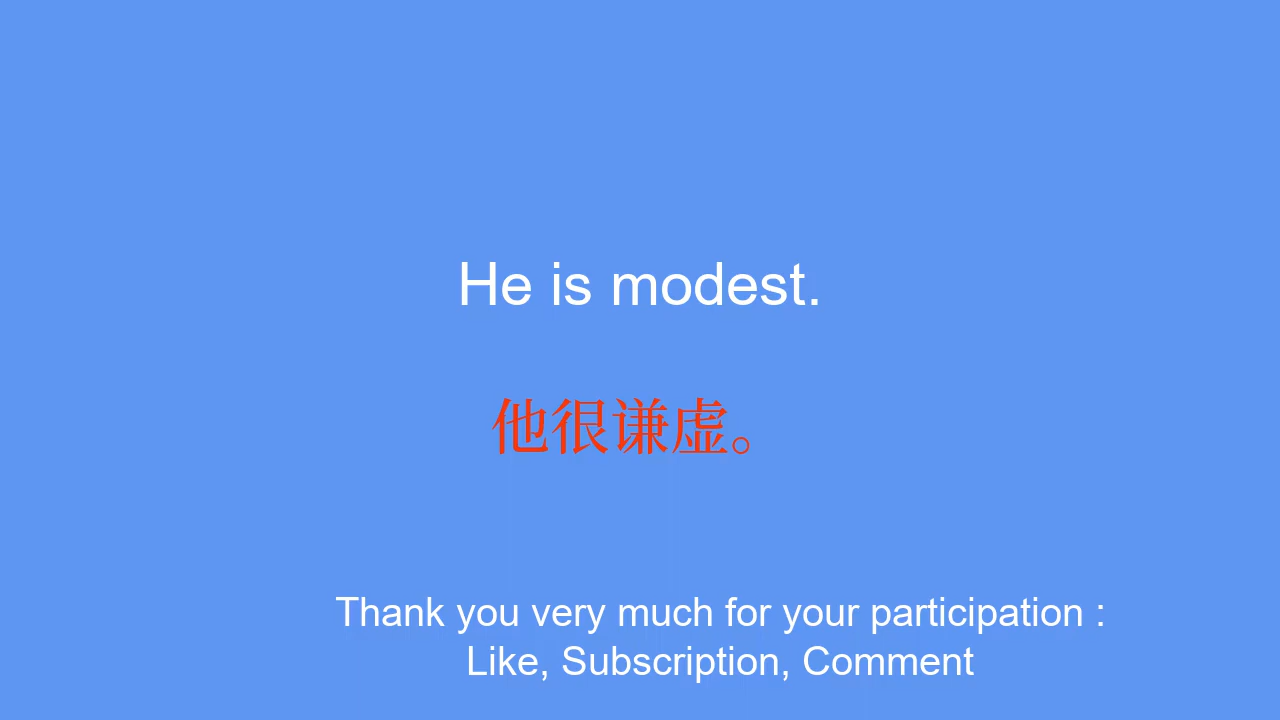 He is modest.
他很谦虚。
Thank you very much for your participation :
Like, Subscription, Comment